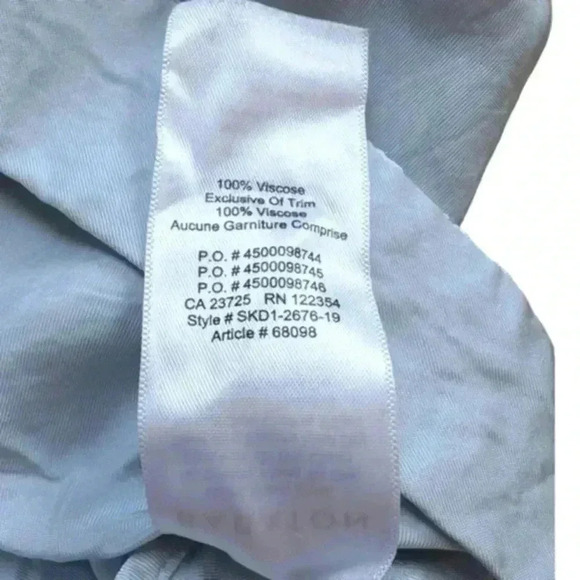 100% Viscose
Exclusive Of Trim
100% Viscose
Aucune Garniture Comprise
P.O. # 4500098744
P.O. # 4500098745
P.O. # 4500098746
CA 23725 RN 122354
Style # SKD1-2676-19
Article # 68098